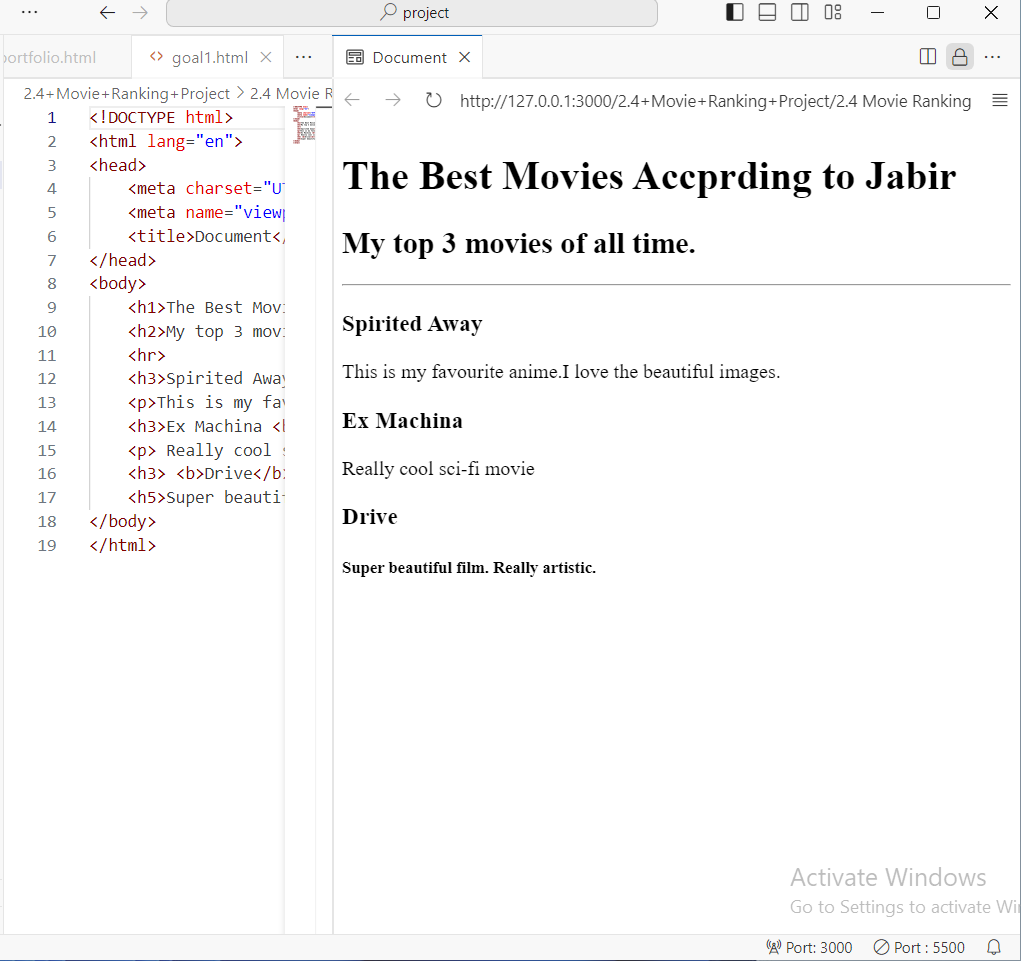 project
portfolio.html
goal1.html
Document
2.4+Movie+Ranking+Project > 2.4 Movie R
http://127.0.0.1:3000/2.4+Movie+Ranking+Project/2.4 Movie Ranking
1 <!DOCTYPE html>
2 <html lang="en">
3 <head>
4 <meta charset="UT
5 <meta name="viewp
6 <title>Document</
7 </head>
8 <body>
9 <h1>The Best Movi
10 <h2>My top 3 movi
11 <hr>
12 <h3>Spirited Away
13 <p>This is my fav
14 <h3>Ex Machina <b
15 <p> Really cool s
16 <h3> <b>Drive</b>
17 <h5>Super beautif
18 </body>
19 </html>
The Best Movies Accprding to Jabir
My top 3 movies of all time.
Spirited Away
This is my favourite anime.I love the beautiful images.
Ex Machina
Really cool sci-fi movie
Drive
Super beautiful film. Really artistic.
Activate Windows
Go to Settings to activate Wi
Port: 3000
Port : 5500